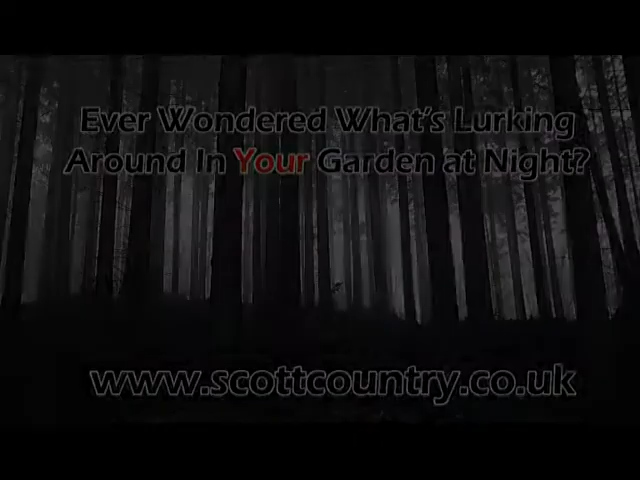 Ever Wondered What's Lurking
Around In Your Garden at Night?
www.scottcountry.co.uk